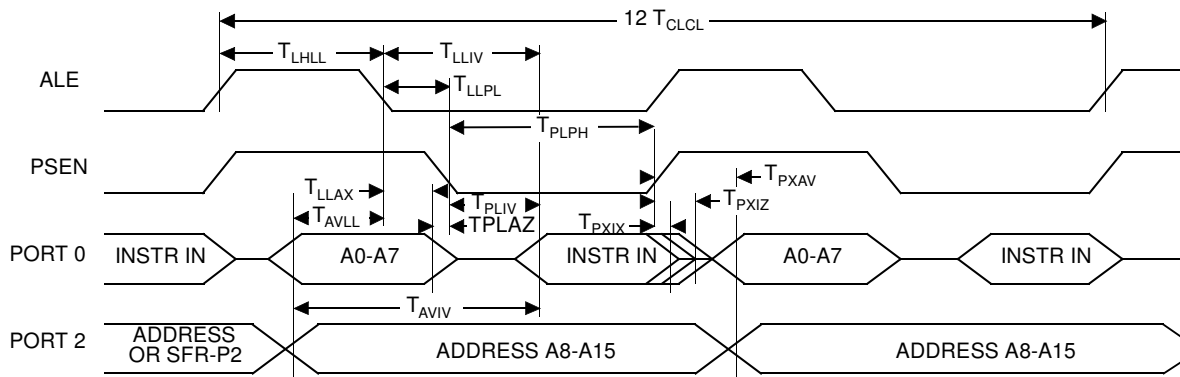 12 TCLCL
TLHLL TLLIV
ALE
TLLPL
TPLPH
PSEN
TLLAX TPXAV
TPLIV TPXIZ
TAVLL TPLAZ TPXIX
PORT 0 INSTR IN A0-A7 INSTR IN A0-A7 INSTR IN
TAVIV
PORT 2 ADDRESS OR SFR-P2 ADDRESS A8-A15 ADDRESS A8-A15